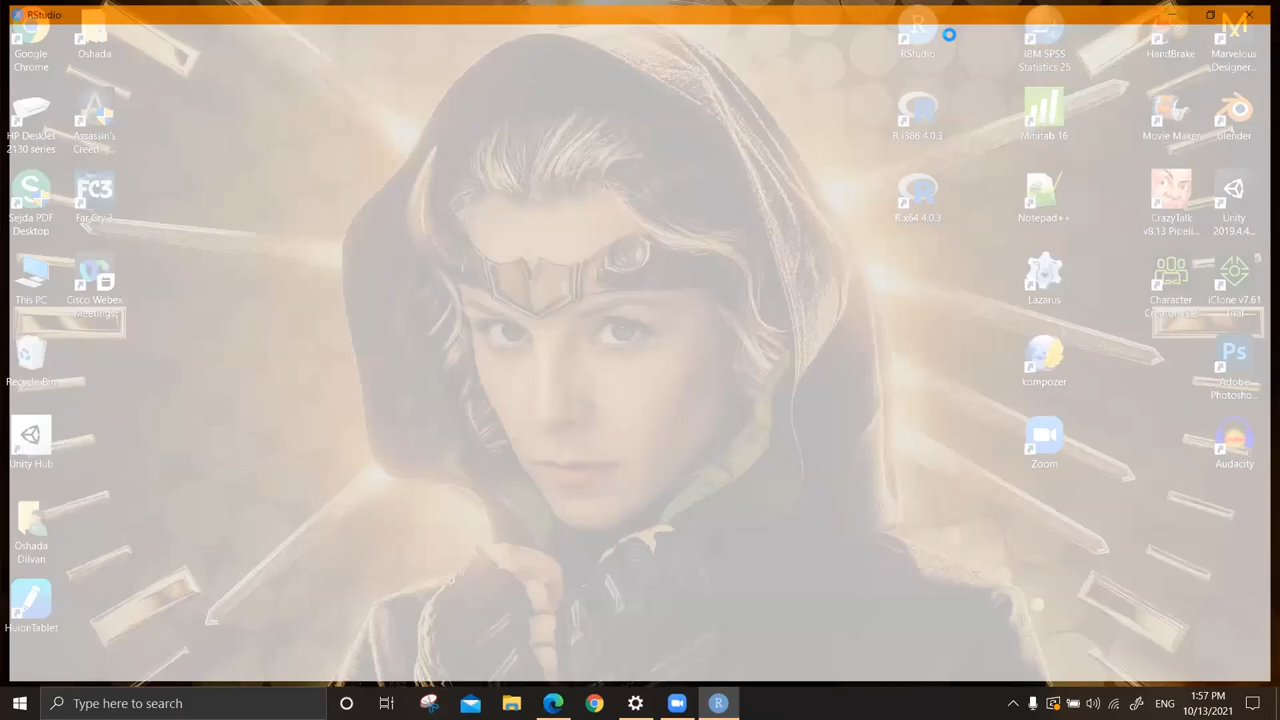 RStudio
Google
Chrome
Oshada
RStudio
IBM SPSS
Statistics 25
HandBrake
Marvelous
Designer...
HP DeskJet
2130 series
Assassin's
Creed -...
R i386 4.0.3
Minitab 16
Movie Maker
blender
Sejda PDF
Desktop
Far Cry 3
R x64 4.0.3
Notepad++
CrazyTalk
v8.13 Pipeli...
Unity
2019.4.4...
This PC
Cisco Webex
Meetings
Lazarus
Character
iClone v7.61
Trial
Recycle Bin
kompozer
Adobe
Photosho...
Unity Hub
Zoom
Audacity
Oshada
Dilvan
HuionTablet
Type here to search
ENG
1:57 PM
10/13/2021